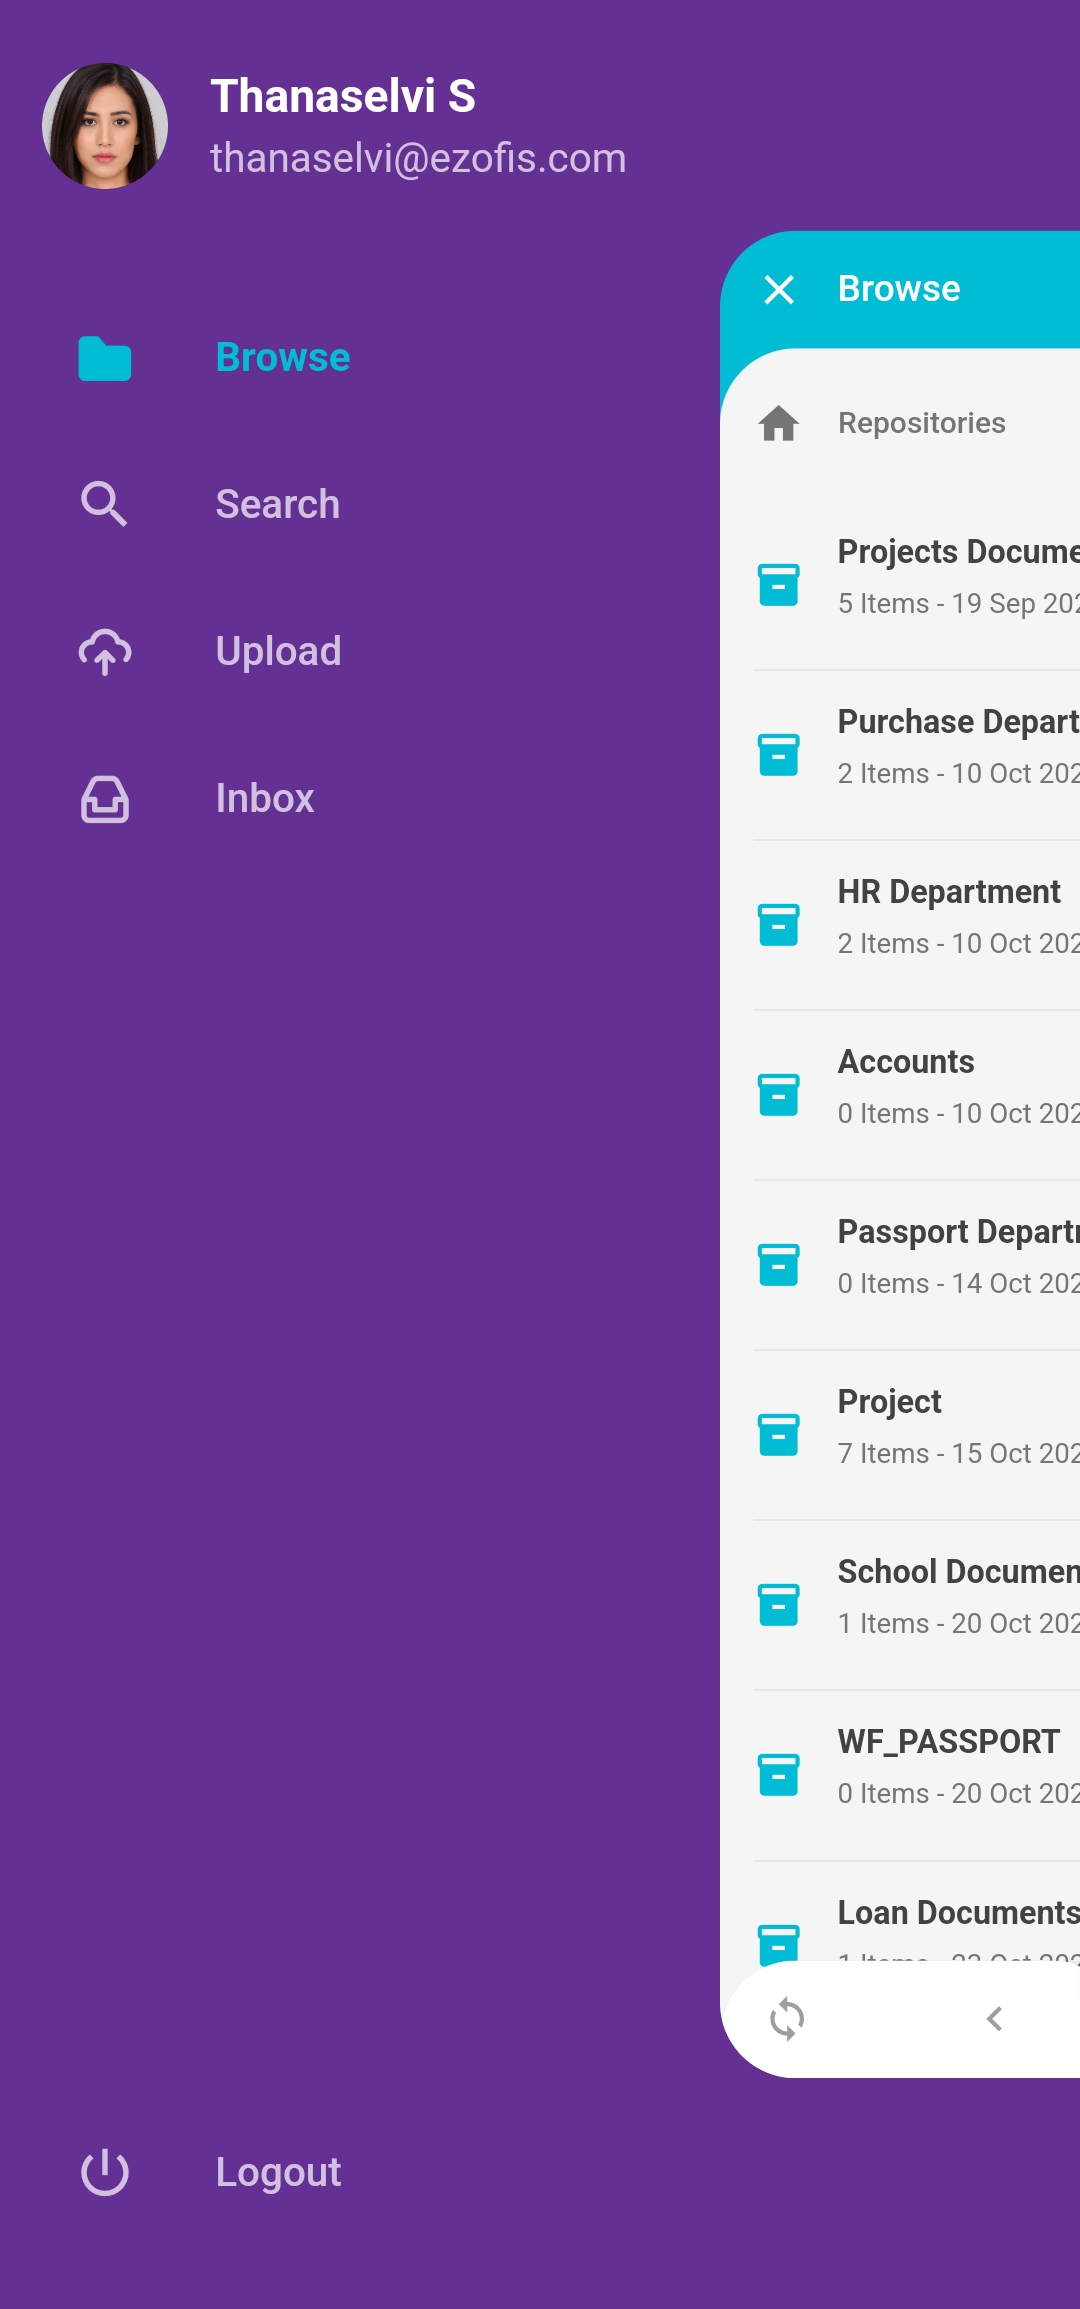 Thanaselvi S
thanaselvi@ezofis.com
Browse
Search
Upload
Inbox
Logout
Browse
Repositories
Projects Docume
5 Items - 19 Sep 202
Purchase Depart
2 Items - 10 Oct 202
HR Department
2 Items - 10 Oct 202
Accounts
0 Items - 10 Oct 202
Passport Departm
0 Items - 14 Oct 202
Project
7 Items - 15 Oct 202
School Documen
1 Items - 20 Oct 202
WF_PASSPORT
0 Items - 20 Oct 202
Loan Documents
1 Items